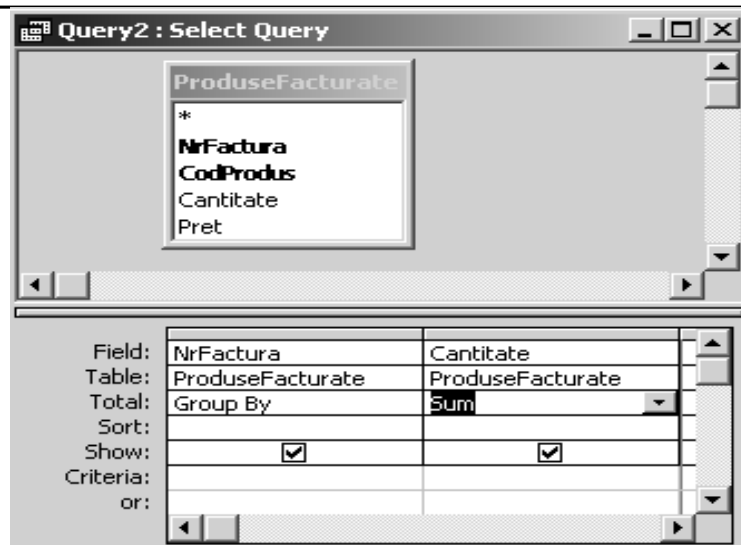 Query2 : Select Query
ProduseFacturate
*
NrFactura
CodProdus
Cantitate
Pret
Field: NrFactura Cantitate
Table: ProduseFacturate ProduseFacturate
Total: Group By Sum
Sort:
Show:
Criteria:
or: